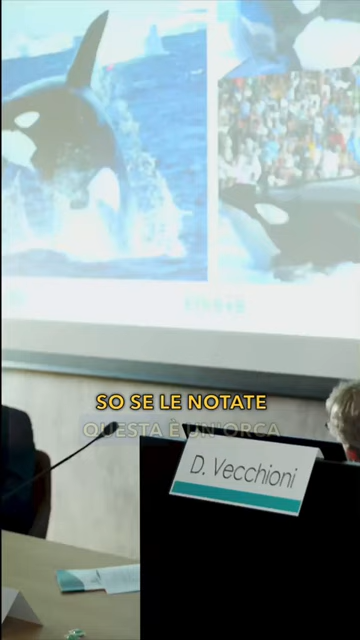 SO SE LE NOTATE
QUESTA È UN'ORCA
D. Vecchioni